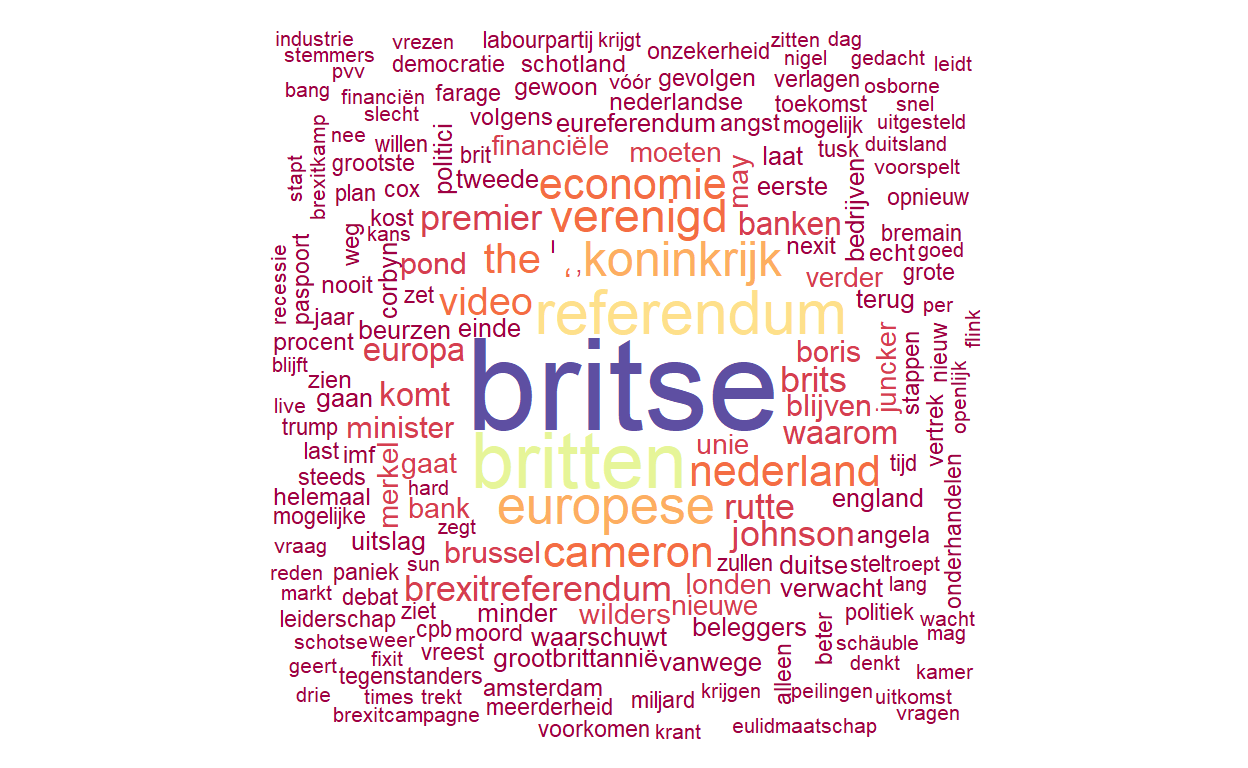 industrie vrezen labourpartij krijgt onzekerheid zitten dag
stemmers democratie schotland nigel gedacht leidt
pvv
bang financiën farage gewoon vóór gevolgen verlagen osborne
nederlandse toekomst snel
slecht volgens eureferendum angst mogelijk uitgesteld
nee willen politici brit financiële moeten may laat tusk duitsland
stapt brexitkamp grootste tweede economie eerste bedrijven voorspelt
plan cox opnieuw
kost premier verenigd banken bremain
weg kans nexit echt goed
recessie paspoort nooit corbyn pond the ' ‘ , koninkrijk verder grote
zet video referendum terug per
jaar beurzen einde flink
procent europa boris juncker stappen nieuw
blijft zien britse brits
live gaan komt blijven vertrek openlijk
trump minister waarom
last imf merkel gaat britten unie nederland tijd
steeds hard
helemaal bank europese rutte england
mogelijke zegt
vraag uitslag johnson angela onderhandelen
reden paniek sun brussel cameron zullen duitse stelt roept
markt debat brexitreferendum londen verwacht lang
leiderschap ziet minder wilders nieuwe politiek wacht
schotse weer cpb moord waarschuwt beleggers beter schäuble mag
geert fixit vreest grootbrittannië vanwege alleen denkt kamer
tegenstanders
drie times trekt amsterdam miljard krijgen peilingen uitkomst
brexitcampagne meerderheid vragen
voorkomen krant eulidmaatschap